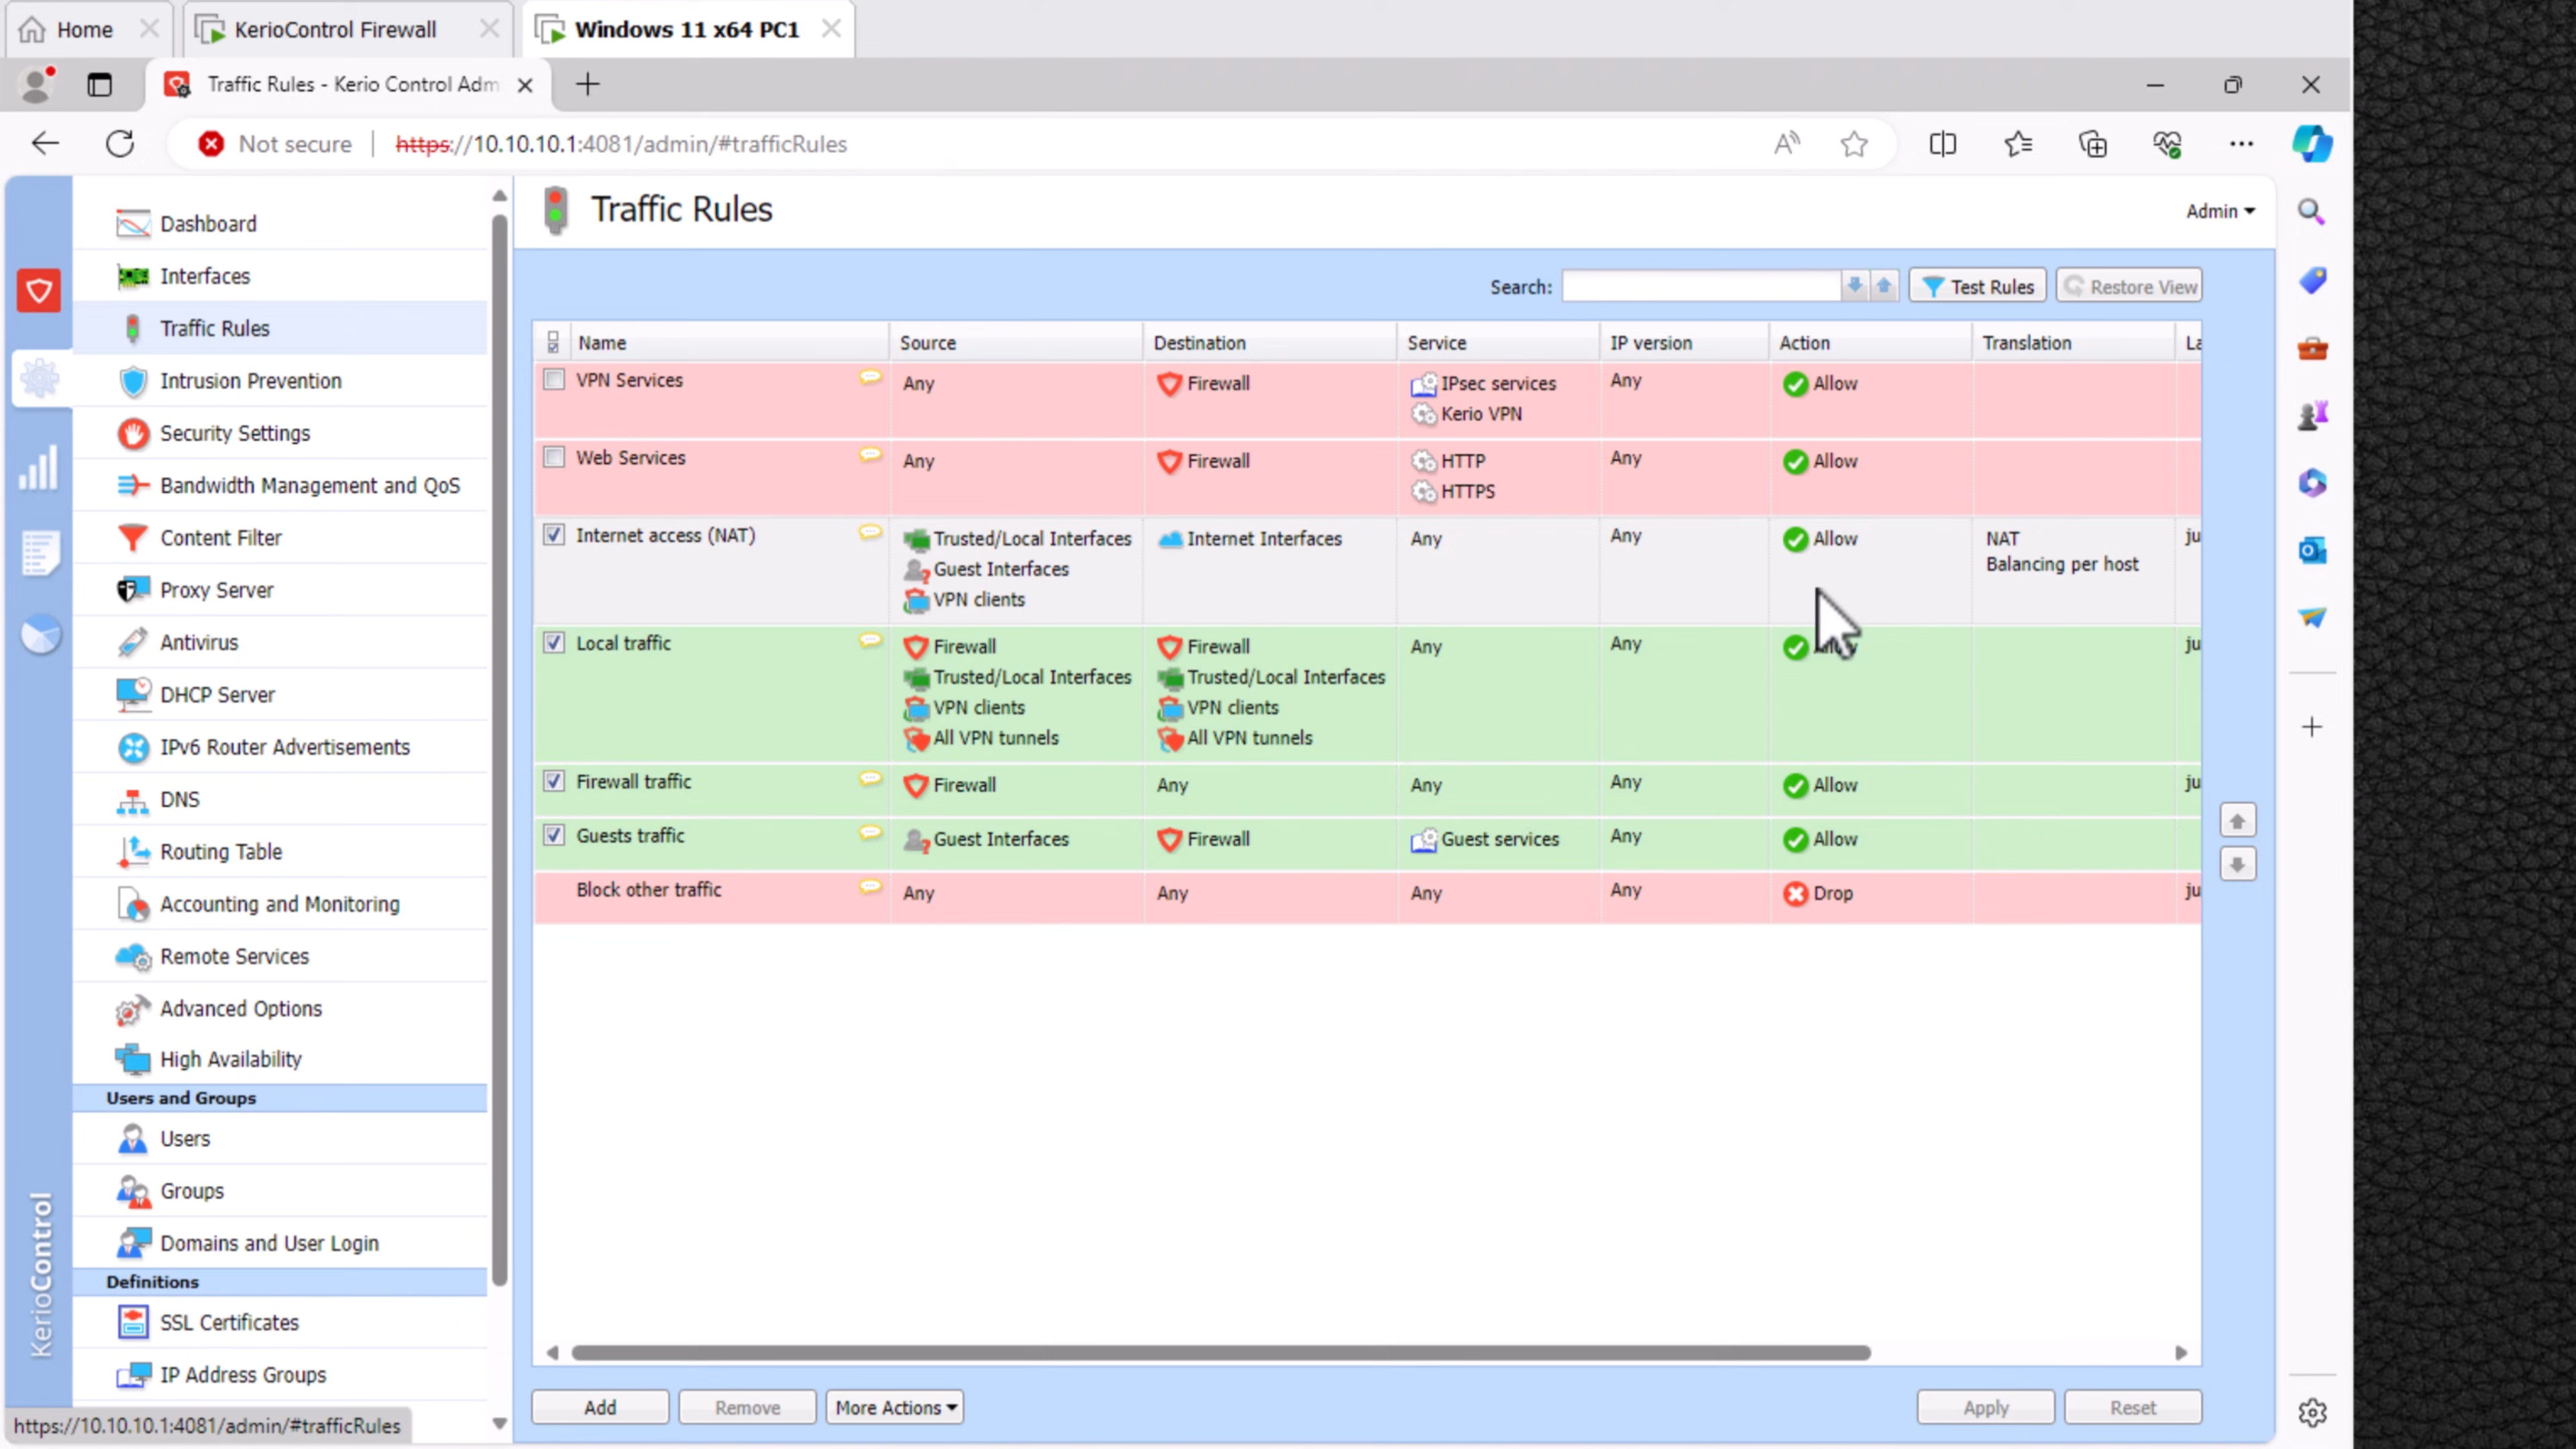 Home
KerioControl Firewall
Windows 11 x64 PC1
Traffic Rules - Kerio Control Adm
Not secure
https://10.10.10.1:4081/admin/#trafficRules
Traffic Rules
Admin
Search:
Test Rules
Restore View
Dashboard
Interfaces
Traffic Rules
Intrusion Prevention
Security Settings
Bandwidth Management and QoS
Content Filter
Proxy Server
Antivirus
DHCP Server
IPv6 Router Advertisements
DNS
Routing Table
Accounting and Monitoring
Remote Services
Advanced Options
High Availability
Users and Groups
Users
Groups
Domains and User Login
Definitions
SSL Certificates
IP Address Groups
KerioControl
https://10.10.10.1:4081/admin/#trafficRules
Name Source Destination Service IP version Action Translation La
VPN Services Any Firewall IPsec services Any Allow
Kerio VPN
Web Services Any Firewall HTTP Any Allow
HTTPS
Internet access (NAT) Trusted/Local Interfaces Internet Interfaces Any Any Allow NAT ju
Guest Interfaces Balancing per host
VPN clients
Local traffic Firewall Firewall Any Any ju
Trusted/Local Interfaces Trusted/Local Interfaces
VPN clients VPN clients
All VPN tunnels All VPN tunnels
Firewall traffic Firewall Any Any Any Allow ju
Guests traffic Guest Interfaces Firewall Guest services Any Allow
Block other traffic Any Any Any Any Drop ju
Add
Remove
More Actions
Apply
Reset